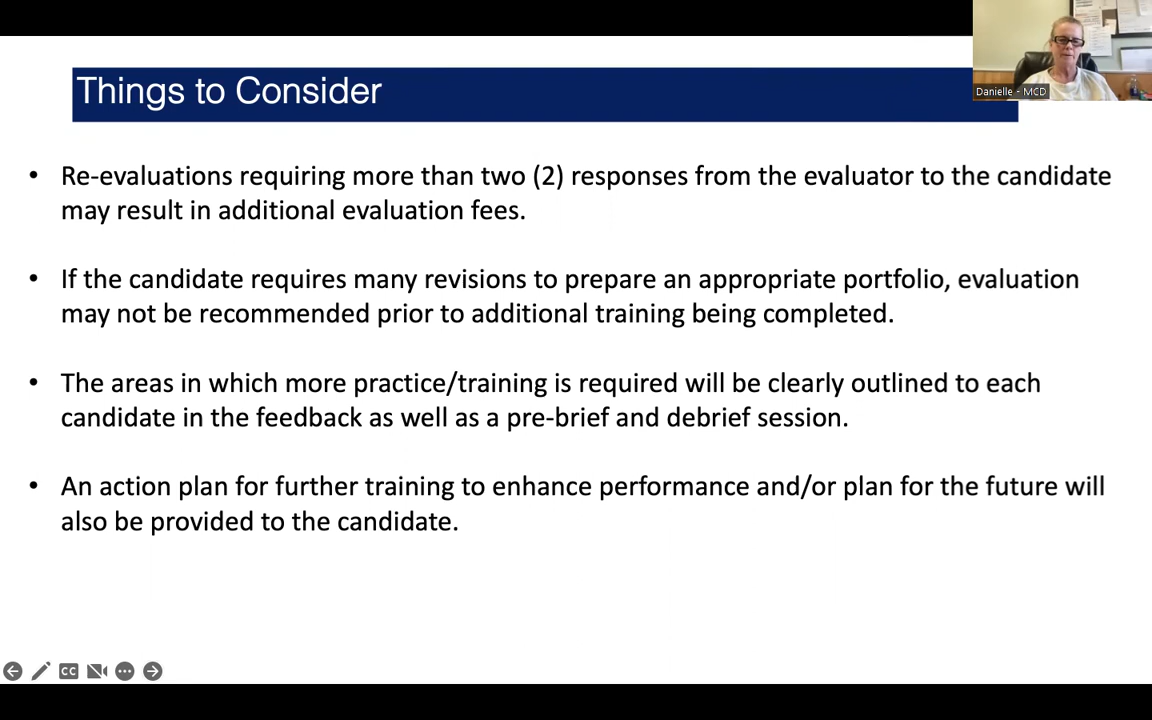 Things to Consider
Danielle - MCD
• Re-evaluations requiring more than two (2) responses from the evaluator to the candidate
may result in additional evaluation fees.
• If the candidate requires many revisions to prepare an appropriate portfolio, evaluation
may not be recommended prior to additional training being completed.
• The areas in which more practice/training is required will be clearly outlined to each
candidate in the feedback as well as a pre-brief and debrief session.
• An action plan for further training to enhance performance and/or plan for the future will
also be provided to the candidate.
CC